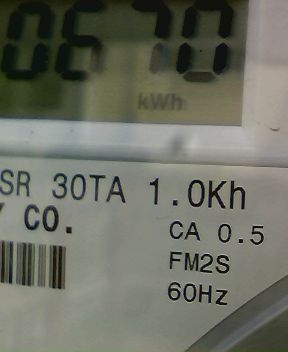 0670
kWh
SR 30TA 1.0Kh
Y CO.
CA 0.5
FM2S
60Hz